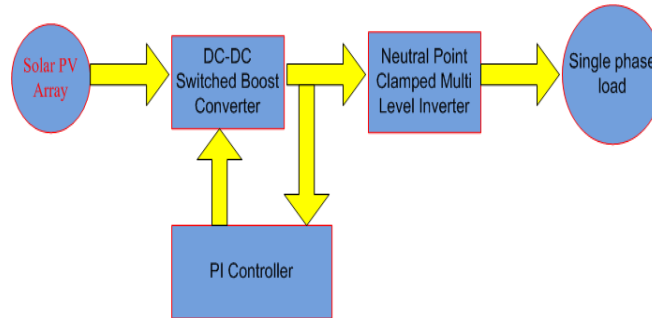 Solar PV
Array
DC-DC
Switched Boost
Converter
Neutral Point
Clamped Multi
Level Inverter
Single phase
load
PI Controller